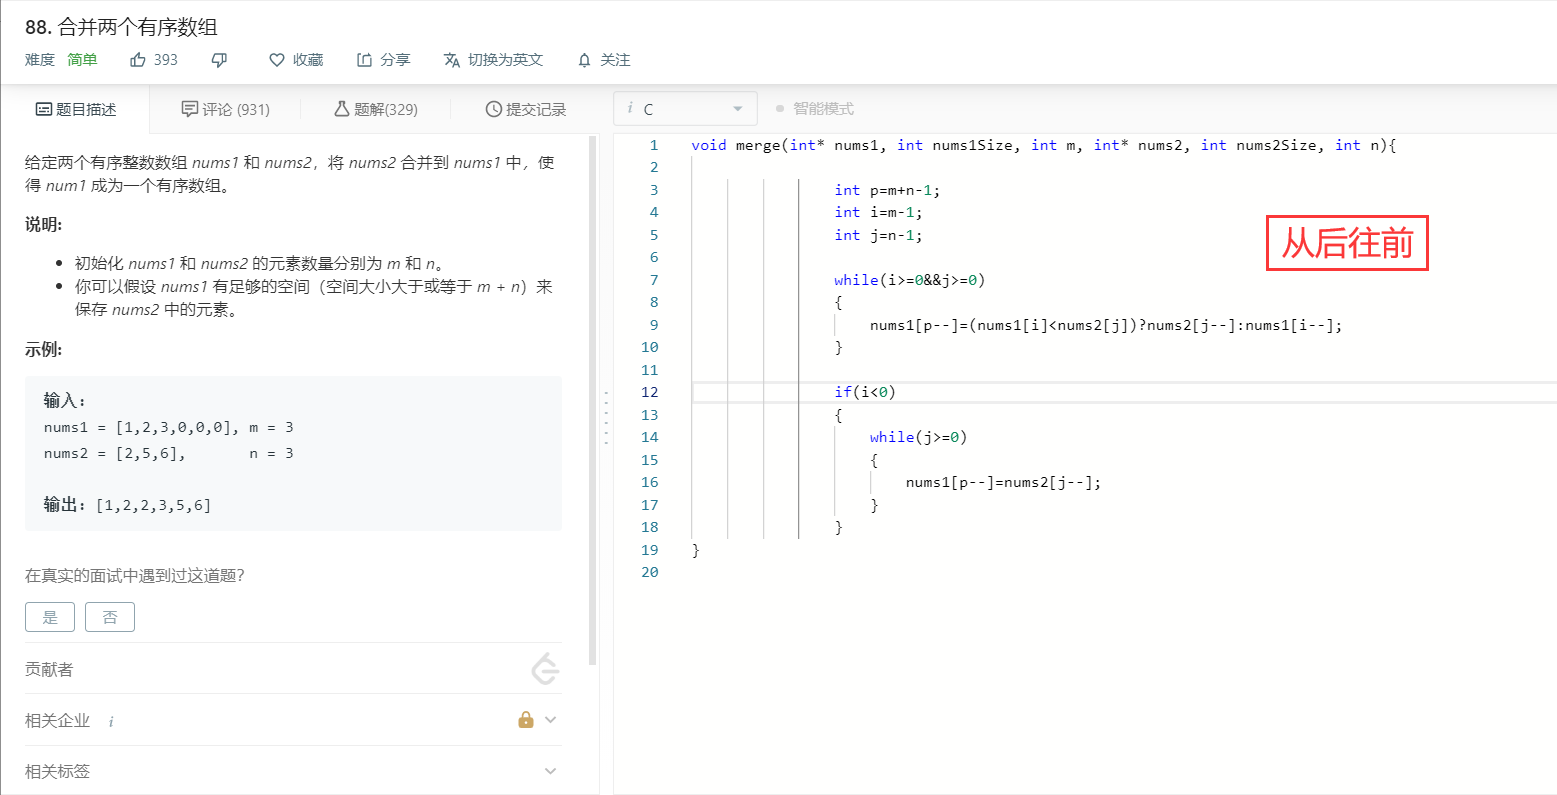 88. 合并两个有序数组
难度 简单 393 收藏 分享 切换为英文 关注
题目描述 评论 (931) 题解(329) 提交记录 i C 智能模式
给定两个有序整数数组 nums1 和 nums2，将 nums2 合并到 nums1 中，使
得 num1 成为一个有序数组。
说明:
初始化 nums1 和 nums2 的元素数量分别为 m 和 n。
你可以假设 nums1 有足够的空间（空间大小大于或等于 m + n）来
保存 nums2 中的元素。
示例:
输入:
nums1 = [1,2,3,0,0,0], m = 3
nums2 = [2,5,6],       n = 3
输出: [1,2,2,3,5,6]
在真实的面试中遇到过这道题？
是 否
贡献者
相关企业 i
相关标签
1 void merge(int* nums1, int nums1Size, int m, int* nums2, int nums2Size, int n){
2
3 int p=m+n-1;
4 int i=m-1;
5 int j=n-1;
6
7 while(i>=0&&j>=0)
8 {
9 nums1[p--]=(nums1[i]<nums2[j])?nums2[j--]:nums1[i--];
10 }
11
12 if(i<0)
13 {
14 while(j>=0)
15 {
16 nums1[p--]=nums2[j--];
17 }
18 }
19 }
20
从后往前